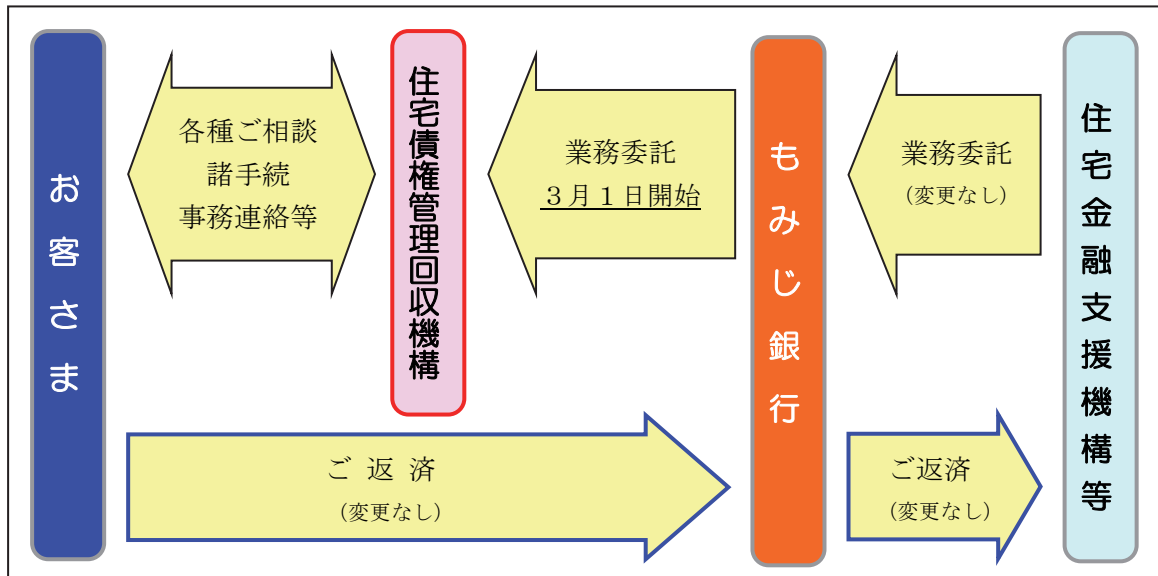 お客さま
各種ご相談
諸手続
事務連絡等
住宅債権管理回収機構
業務委託
３月１日開始
もみじ銀行
業務委託
（変更なし）
住宅金融支援機構等
ご返済
（変更なし）
ご返済
（変更なし）